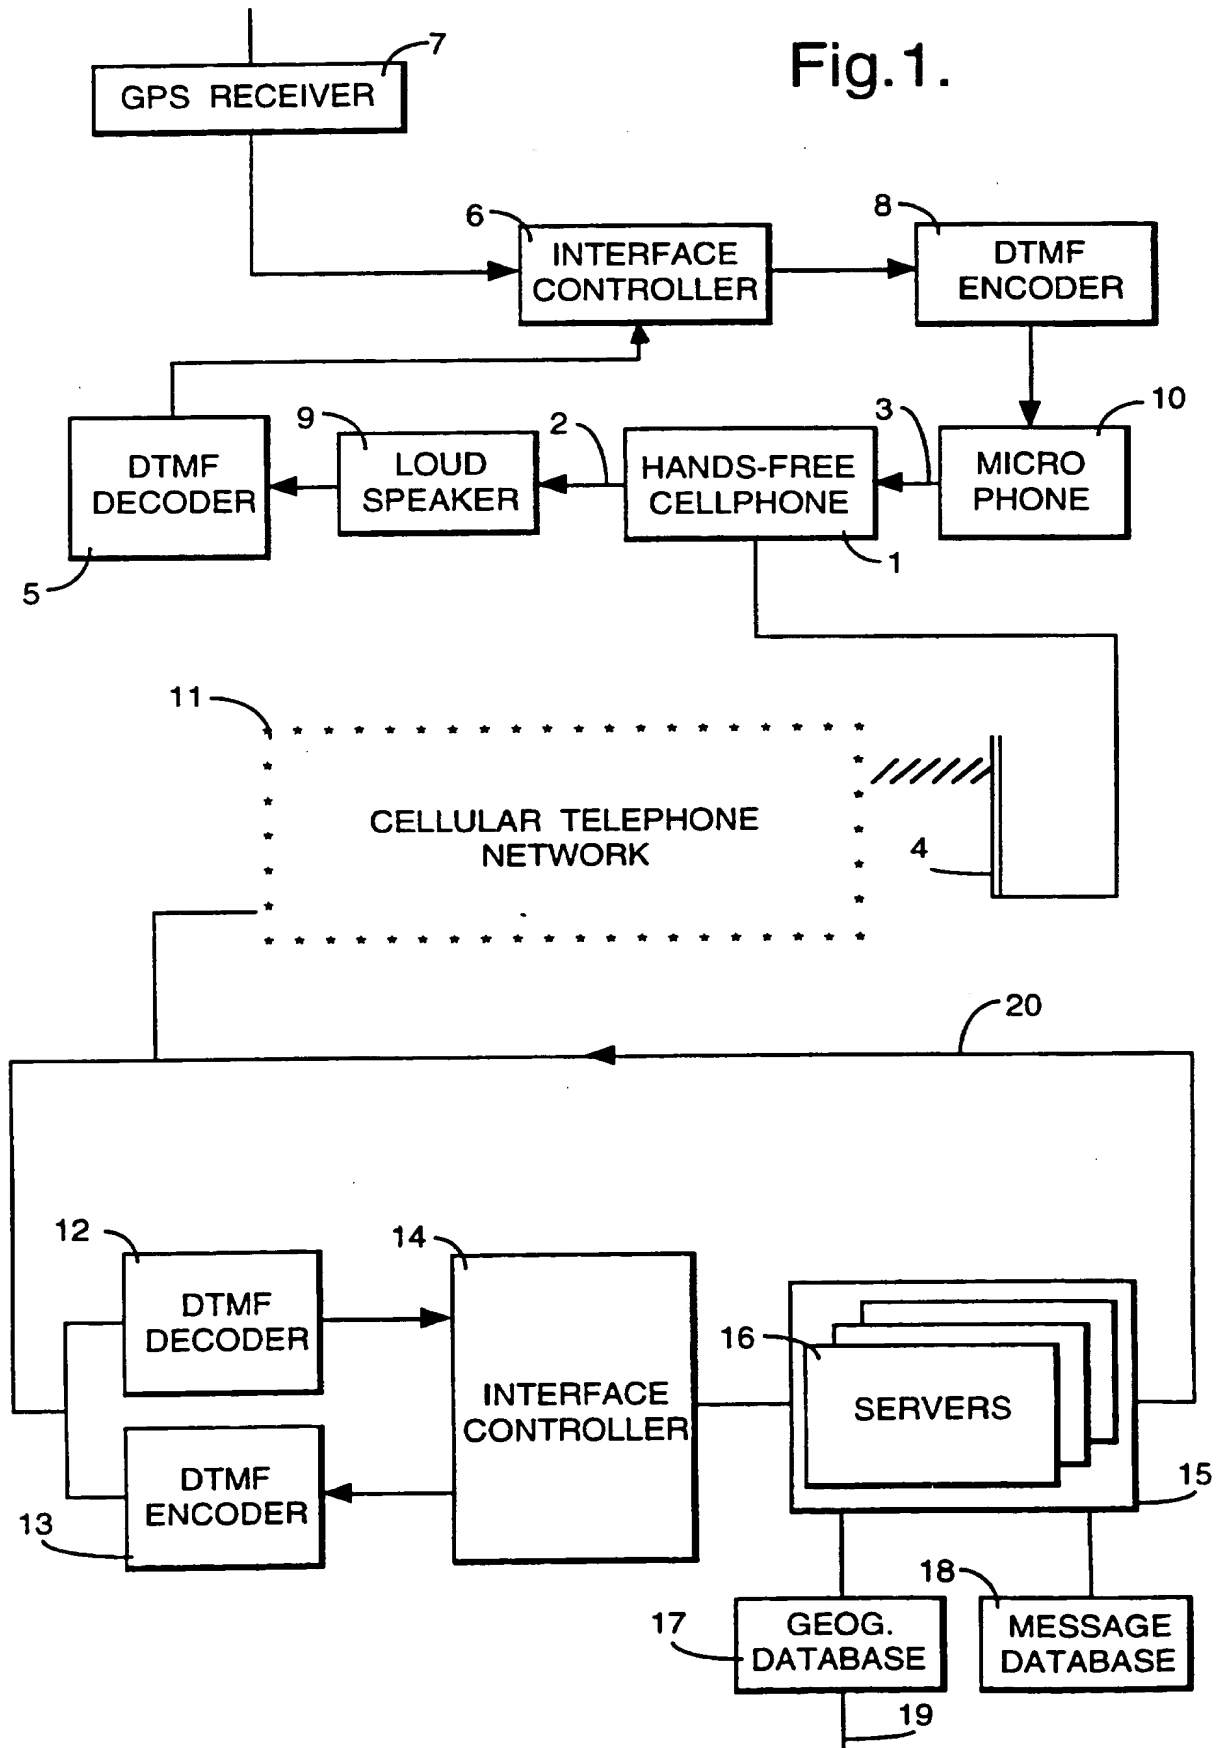 Fig.1.
7
GPS RECEIVER
6
INTERFACE
CONTROLLER
8
DTMF
ENCODER
9
2
3
10
DTMF
DECODER
LOUD
SPEAKER
HANDS-FREE
CELLPHONE
MICRO
PHONE
5
1
11
CELLULAR TELEPHONE
NETWORK
4
20
12
DTMF
DECODER
14
INTERFACE
CONTROLLER
16
SERVERS
15
DTMF
ENCODER
13
17
GEOG.
DATABASE
18
MESSAGE
DATABASE
19